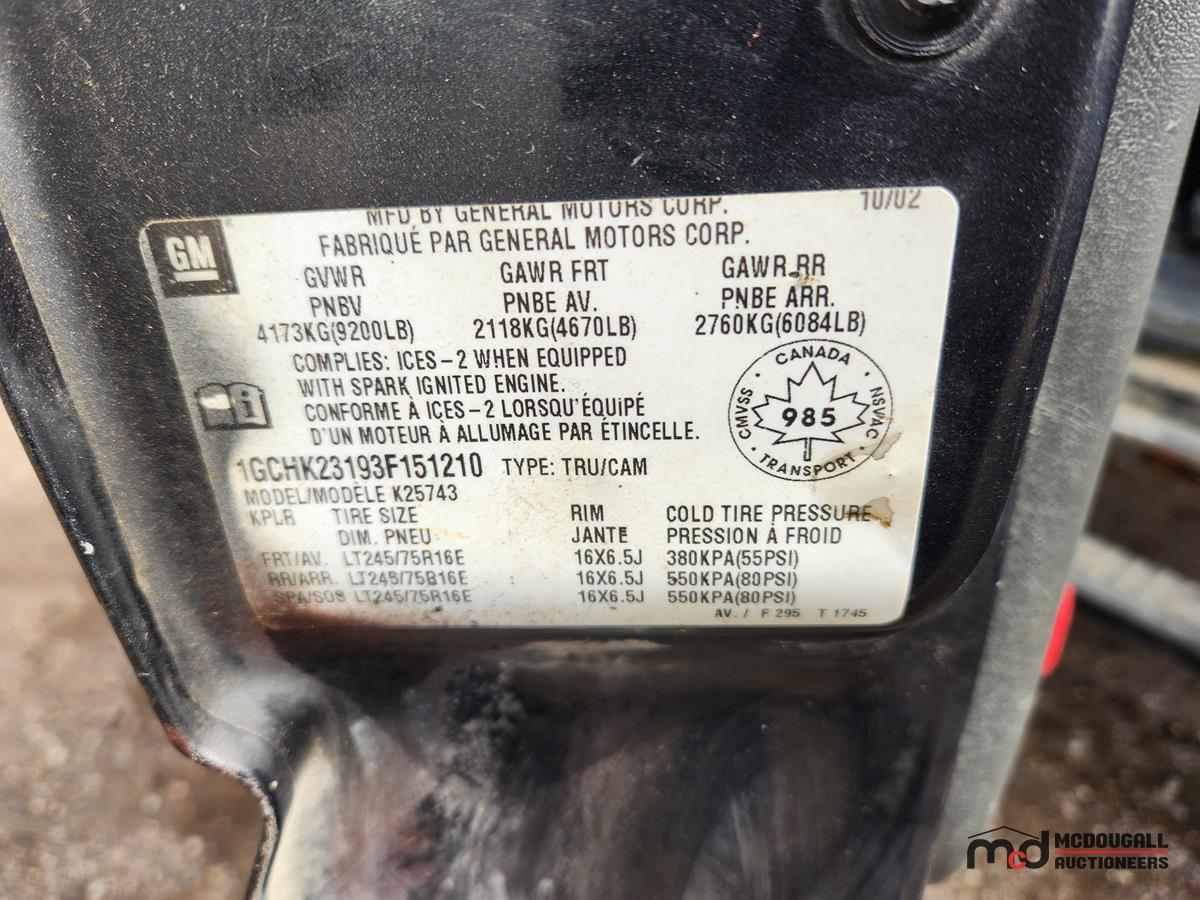 MFD BY GENERAL MOTORS CORP. 10/02
GM
FABRIQUÉ PAR GENERAL MOTORS CORP.
GVWR GAWR FRT GAWR RR
PNBV PNBE AV. PNBE ARR.
4173KG(9200LB) 2118KG(4670LB) 2760KG(6084LB)
COMPLIES: ICES-2 WHEN EQUIPPED
WITH SPARK IGNITED ENGINE.
CONFORME À ICES-2 LORSQU'ÉQUIPÉ
D'UN MOTEUR À ALLUMAGE PAR ÉTINCELLE.
CANADA
CMVSS 985 NSVAC
TRANSPORT
1GCHK23193F151210 TYPE: TRU/CAM
MODEL/MODÈLE K25743
KPLB TIRE SIZE RIM COLD TIRE PRESSURE
DIM. PNEU JANTE PRESSION À FROID
FRT/AV. LT245/75R16E 16X6.5J 380KPA(55PSI)
RR/ARR. LT245/75R16E 16X6.5J 550KPA(80PSI)
SPA/SOS LT245/75R16E 16X6.5J 550KPA(80PSI)
AV. / F 295 T 1745
mcd MCDOUGALL
AUCTIONEERS